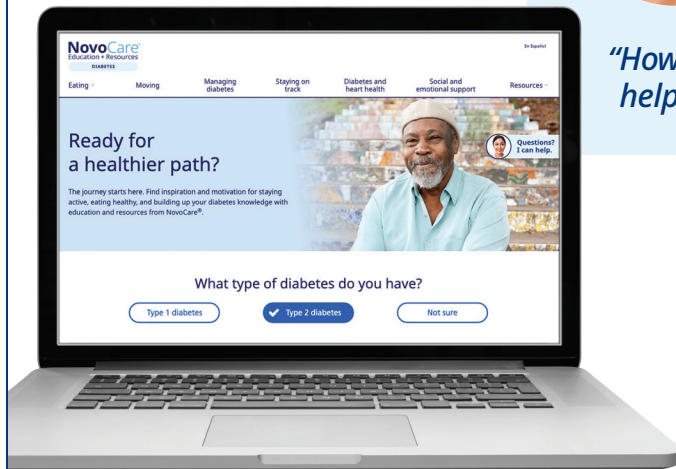 NovoCare®
Education + Resources
DIABETES
En Español
Eating
Moving
Managing
diabetes
Staying on
track
Diabetes and
heart health
Social and
emotional support
Resources
Ready for
a healthier path?
The journey starts here. Find inspiration and motivation for staying
active, eating healthy, and building up your diabetes knowledge with
education and resources from NovoCare®.
Questions?
I can help.
What type of diabetes do you have?
Type 1 diabetes
Type 2 diabetes
Not sure
“How
help